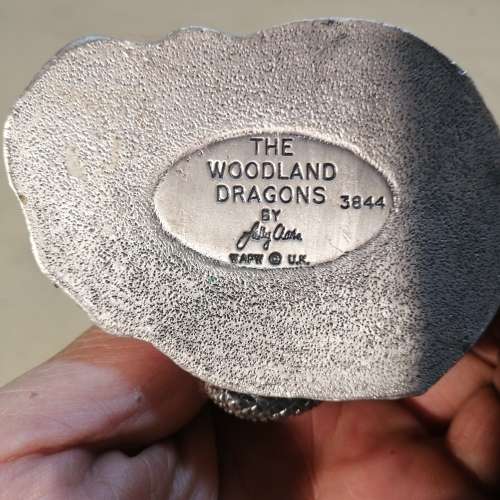 THE
WOODLAND
DRAGONS 3844
BY
WAPW © U.K.